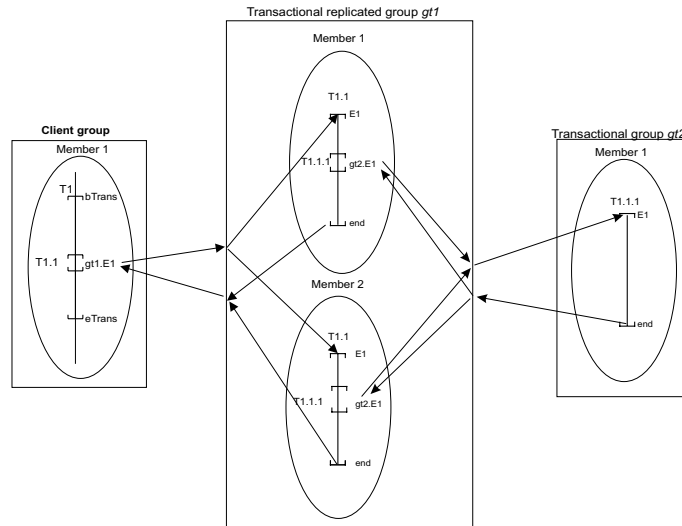 Transactional replicated group gt1
Member 1
T1.1
E1
T1.1.1
gt2.E1
end
Client group
Member 1
T1
bTrans
T1.1
gt1.E1
eTrans
Member 2
T1.1
E1
T1.1.1
gt2.E1
end
Transactional group gt2
Member 1
T1.1.1
E1
end